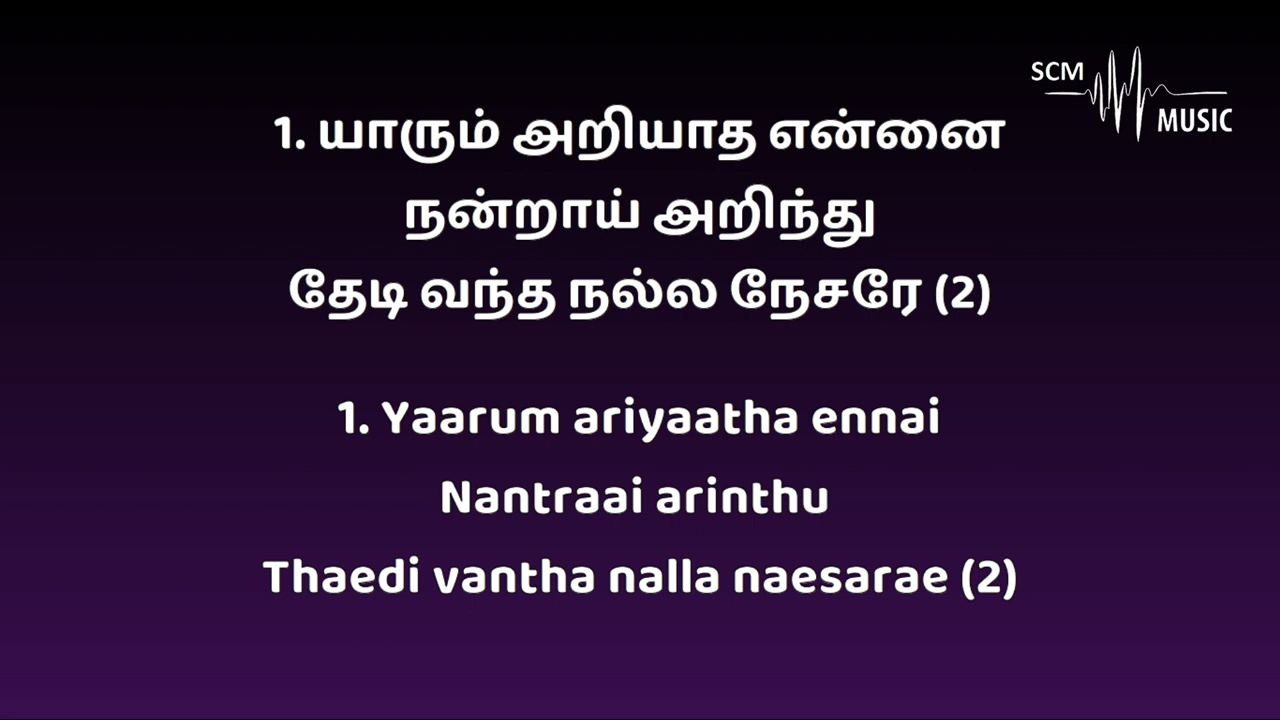 SCM
MUSIC
1. யாரும் அறியாத என்னை
நன்றாய் அறிந்து
தேடி வந்த நல்ல நேசரே (2)
1. Yaarum ariyaatha ennai
Nantraai arinthu
Thaedi vantha nalla naesarae (2)